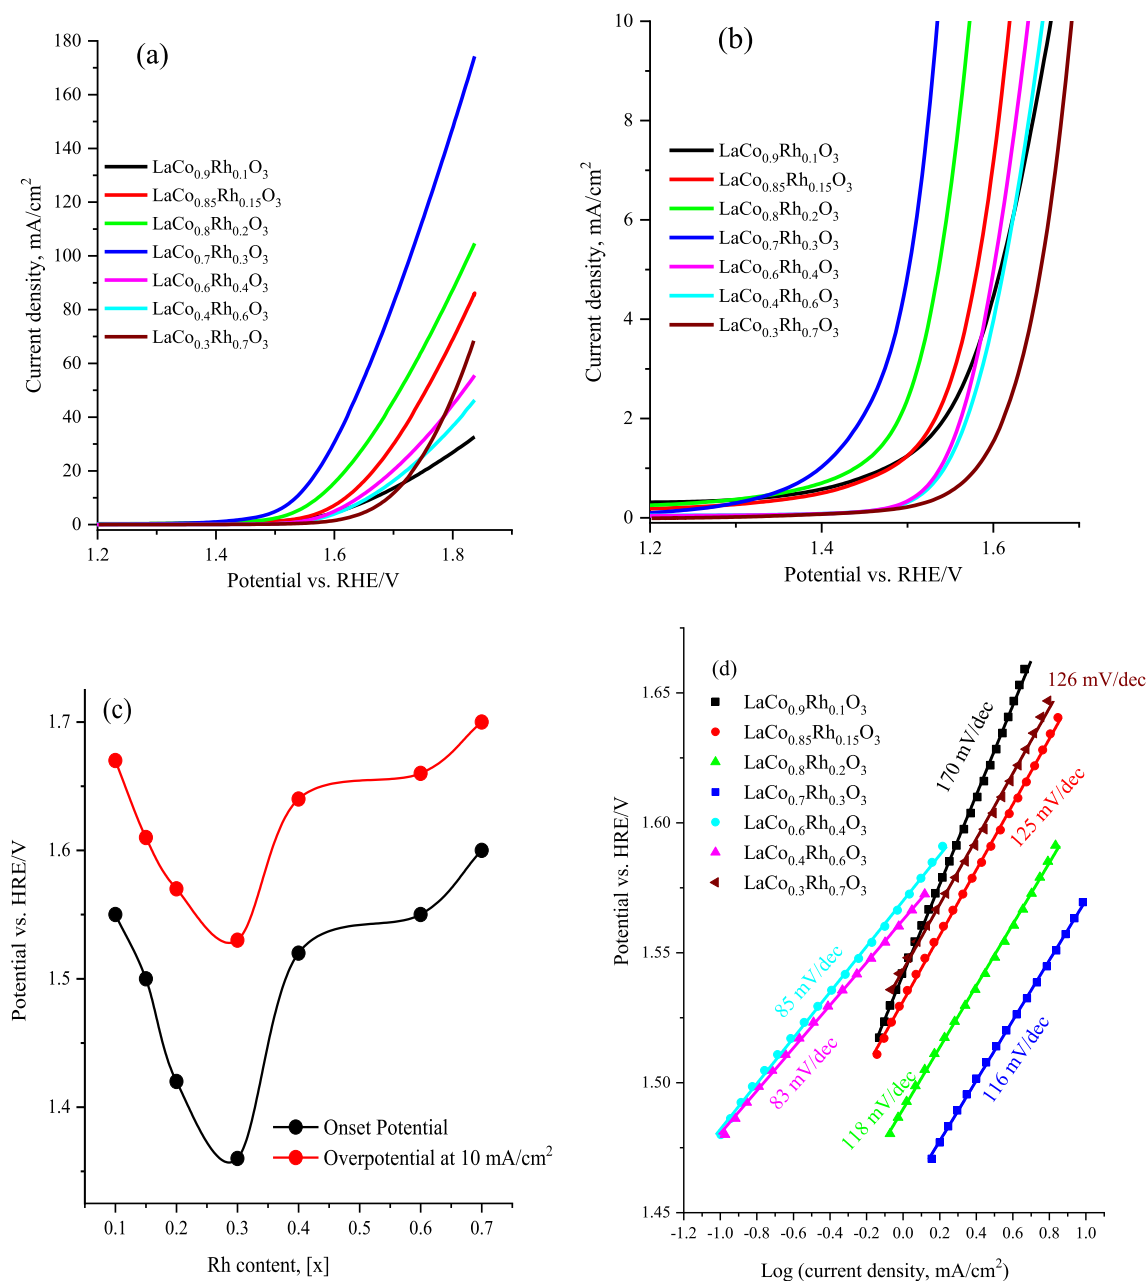 (a)
180
160
140
120
100
80
60
40
20
0
Current density, mA/cm²
LaCo₀.₉Rh₀.₁O₃
LaCo₀.₈₅Rh₀.₁₅O₃
LaCo₀.₈Rh₀.₂O₃
LaCo₀.₇Rh₀.₃O₃
LaCo₀.₆Rh₀.₄O₃
LaCo₀.₄Rh₀.₆O₃
LaCo₀.₃Rh₀.₇O₃
1.2 1.4 1.6 1.8
Potential vs. RHE/V
(b)
10
8
6
4
2
0
Current density, mA/cm²
LaCo₀.₉Rh₀.₁O₃
LaCo₀.₈₅Rh₀.₁₅O₃
LaCo₀.₈Rh₀.₂O₃
LaCo₀.₇Rh₀.₃O₃
LaCo₀.₆Rh₀.₄O₃
LaCo₀.₄Rh₀.₆O₃
LaCo₀.₃Rh₀.₇O₃
1.2 1.4 1.6
Potential vs. RHE/V
(c)
1.7
1.6
1.5
1.4
Potential vs. HRE/V
Onset Potential
Overpotential at 10 mA/cm²
0.1 0.2 0.3 0.4 0.5 0.6 0.7
Rh content, [x]
(d)
1.65
1.60
1.55
1.50
1.45
Potential vs. HRE/V
LaCo₀.₉Rh₀.₁O₃
LaCo₀.₈₅Rh₀.₁₅O₃
LaCo₀.₈Rh₀.₂O₃
LaCo₀.₇Rh₀.₃O₃
LaCo₀.₆Rh₀.₄O₃
LaCo₀.₄Rh₀.₆O₃
LaCo₀.₃Rh₀.₇O₃
170 mV/dec
126 mV/dec
125 mV/dec
85 mV/dec
83 mV/dec
118 mV/dec
116 mV/dec
-1.2 -1.0 -0.8 -0.6 -0.4 -0.2 0.0 0.2 0.4 0.6 0.8 1.0 1.2
Log (current density, mA/cm²)